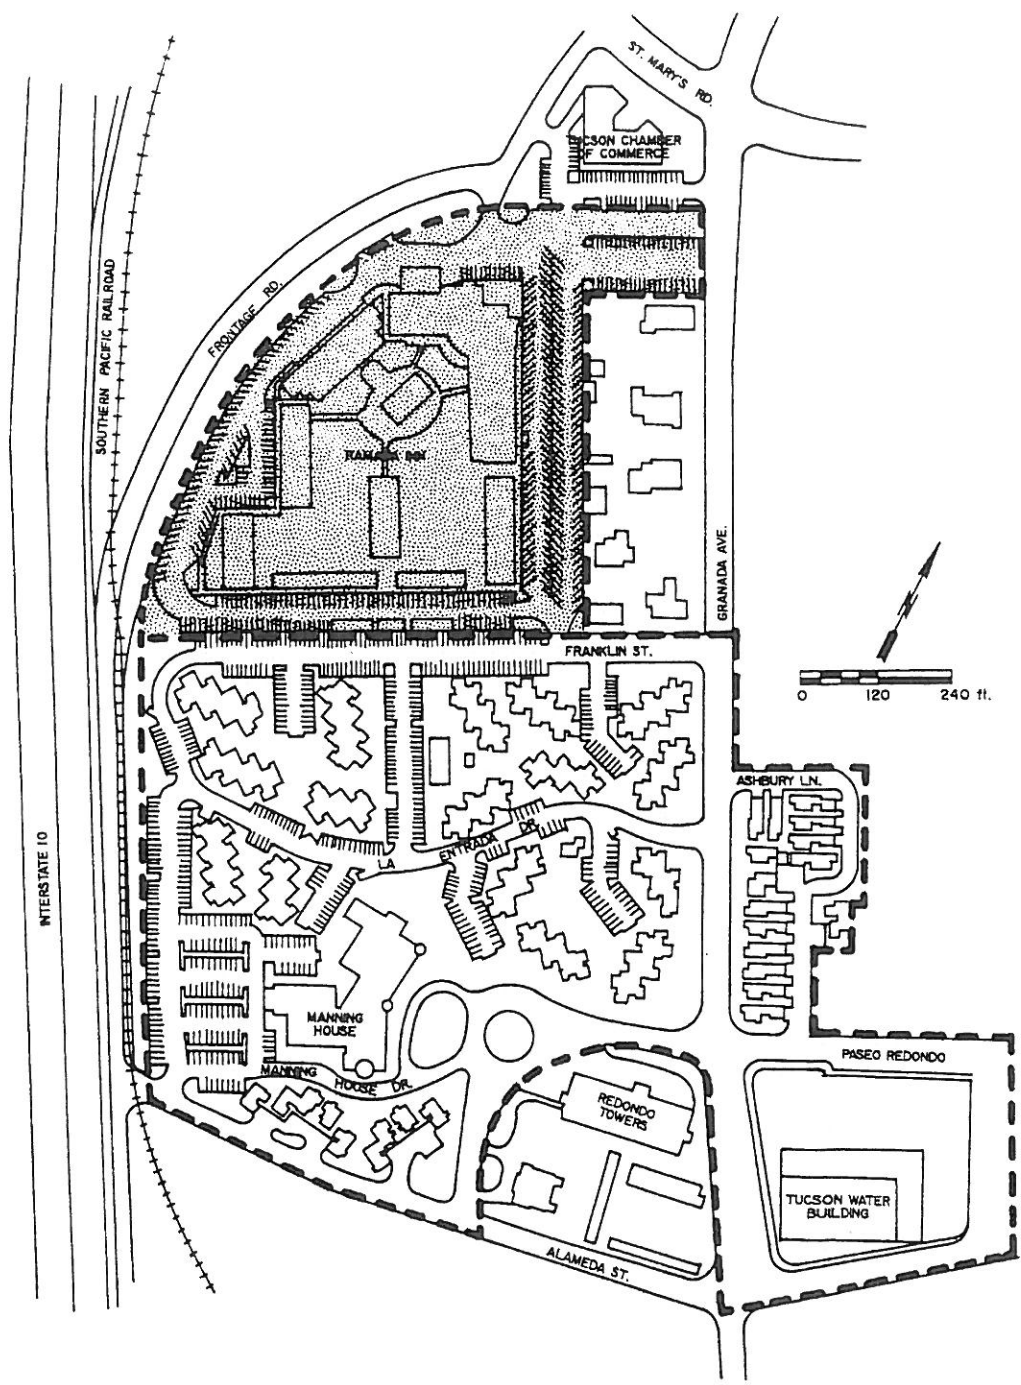 ST. MARY'S RD.
TUCSON CHAMBER
OF COMMERCE
SOUTHERN PACIFIC RAILROAD
FRONTAGE RD.
RAMADA INN
GRANADA AVE.
FRANKLIN ST.
0 120 240 ft.
ASHBURY LN.
LA ENTRADA DR.
INTERSTATE 10
MANNING
HOUSE
PASEO REDONDO
MANNING HOUSE DR.
REDONDO
TOWERS
TUCSON WATER
BUILDING
ALAMEDA ST.